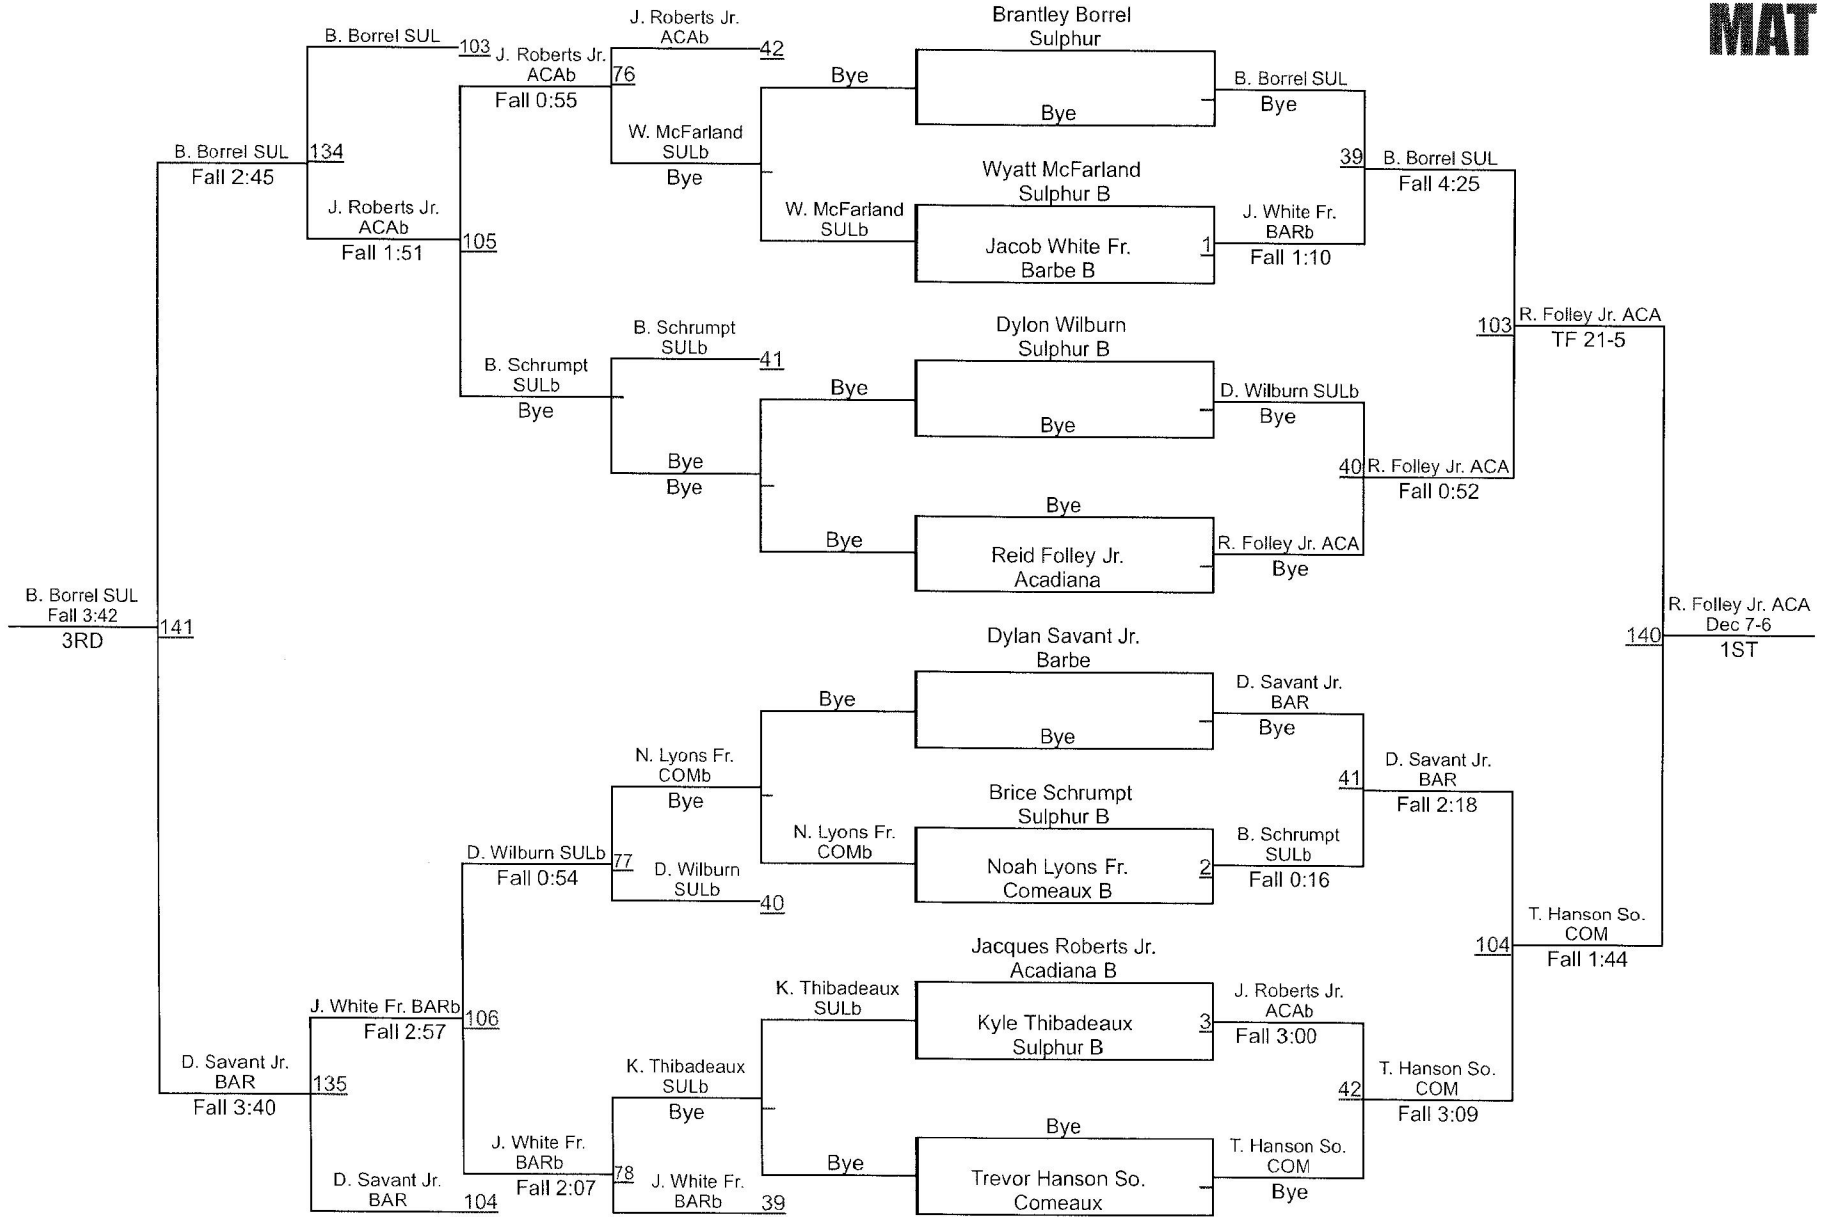 MAT
Brantley Borrel
Sulphur
Bye
Wyatt McFarland
Sulphur B
Jacob White Fr.
Barbe B
1
Dylon Wilburn
Sulphur B
Bye
Bye
Reid Folley Jr.
Acadiana
Dylan Savant Jr.
Barbe
Bye
Brice Schrumpt
Sulphur B
Noah Lyons Fr.
Comeaux B
2
Jacques Roberts Jr.
Acadiana B
Kyle Thibadeaux
Sulphur B
3
Bye
Trevor Hanson So.
Comeaux
B. Borrel SUL
Bye
39
J. White Fr.
BARb
Fall 1:10
D. Wilburn SULb
Bye
40
R. Folley Jr. ACA
Bye
D. Savant Jr.
BAR
Bye
41
B. Schrumpt
SULb
Fall 0:16
J. Roberts Jr.
ACAb
Fall 3:00
42
T. Hanson So.
COM
Bye
B. Borrel SUL
Fall 4:25
103
R. Folley Jr. ACA
Fall 0:52
D. Savant Jr.
BAR
Fall 2:18
104
T. Hanson So.
COM
Fall 3:09
R. Folley Jr. ACA
TF 21-5
140
T. Hanson So.
COM
Fall 1:44
R. Folley Jr. ACA
Dec 7-6
1ST
Bye
W. McFarland
SULb
Bye
Bye
Bye
N. Lyons Fr.
COMb
K. Thibadeaux
SULb
Bye
J. Roberts Jr.
ACAb
42
W. McFarland
SULb
Bye
B. Schrumpt
SULb
41
Bye
Bye
N. Lyons Fr.
COMb
Bye
D. Wilburn
SULb
40
K. Thibadeaux
SULb
Bye
J. White Fr.
BARb
39
J. Roberts Jr.
ACAb
Fall 0:55
76
B. Schrumpt
SULb
Bye
D. Wilburn SULb
Fall 0:54
77
J. White Fr.
BARb
Fall 2:07
78
B. Borrel SUL
103
J. Roberts Jr.
ACAb
Fall 1:51
105
J. White Fr. BARb
Fall 2:57
106
D. Savant Jr.
BAR
104
B. Borrel SUL
Fall 2:45
134
D. Savant Jr.
BAR
Fall 3:40
135
B. Borrel SUL
Fall 3:42
3RD
141